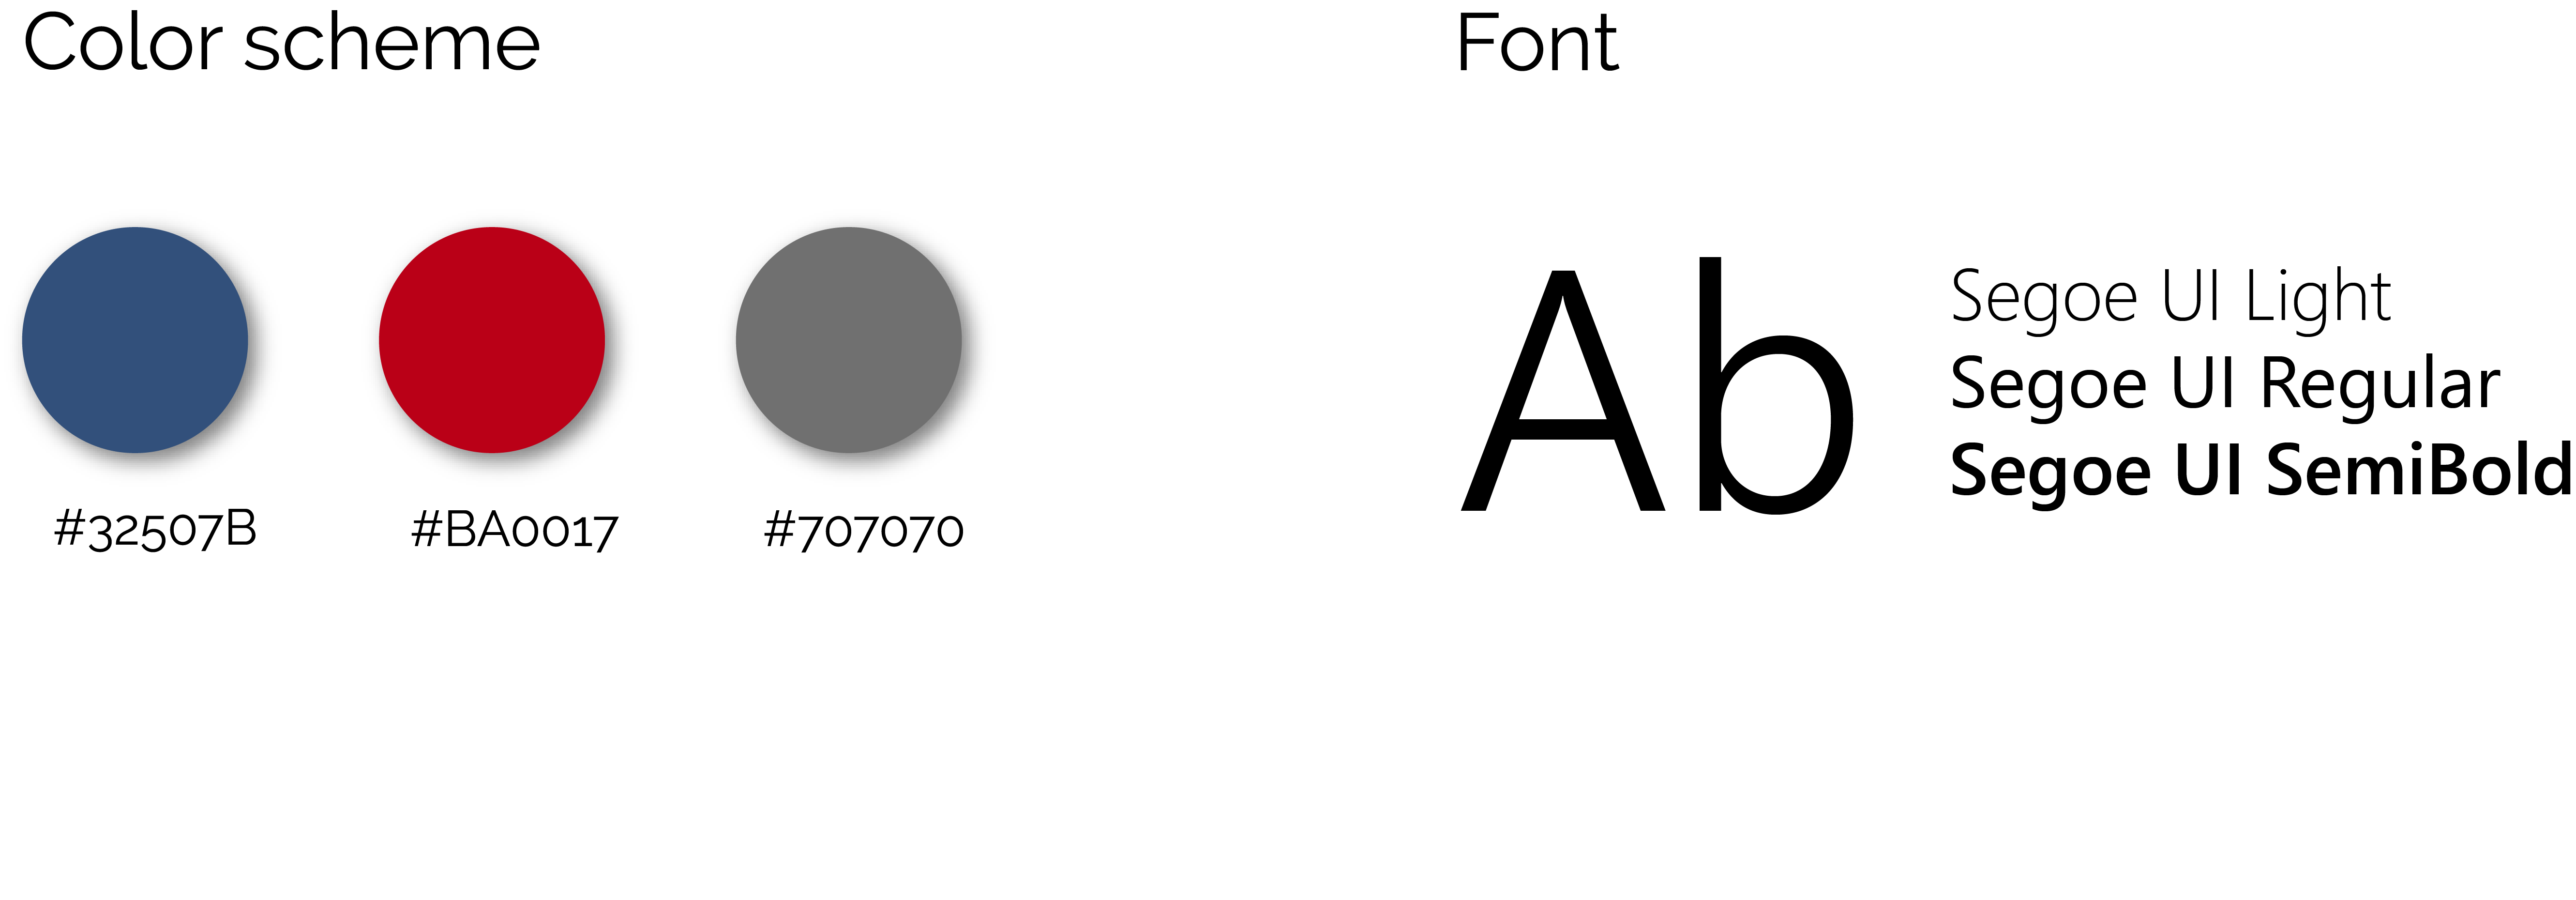 Color scheme
#32507B
#BA0017
#707070
Font
Ab
Segoe UI Light
Segoe UI Regular
Segoe UI SemiBold